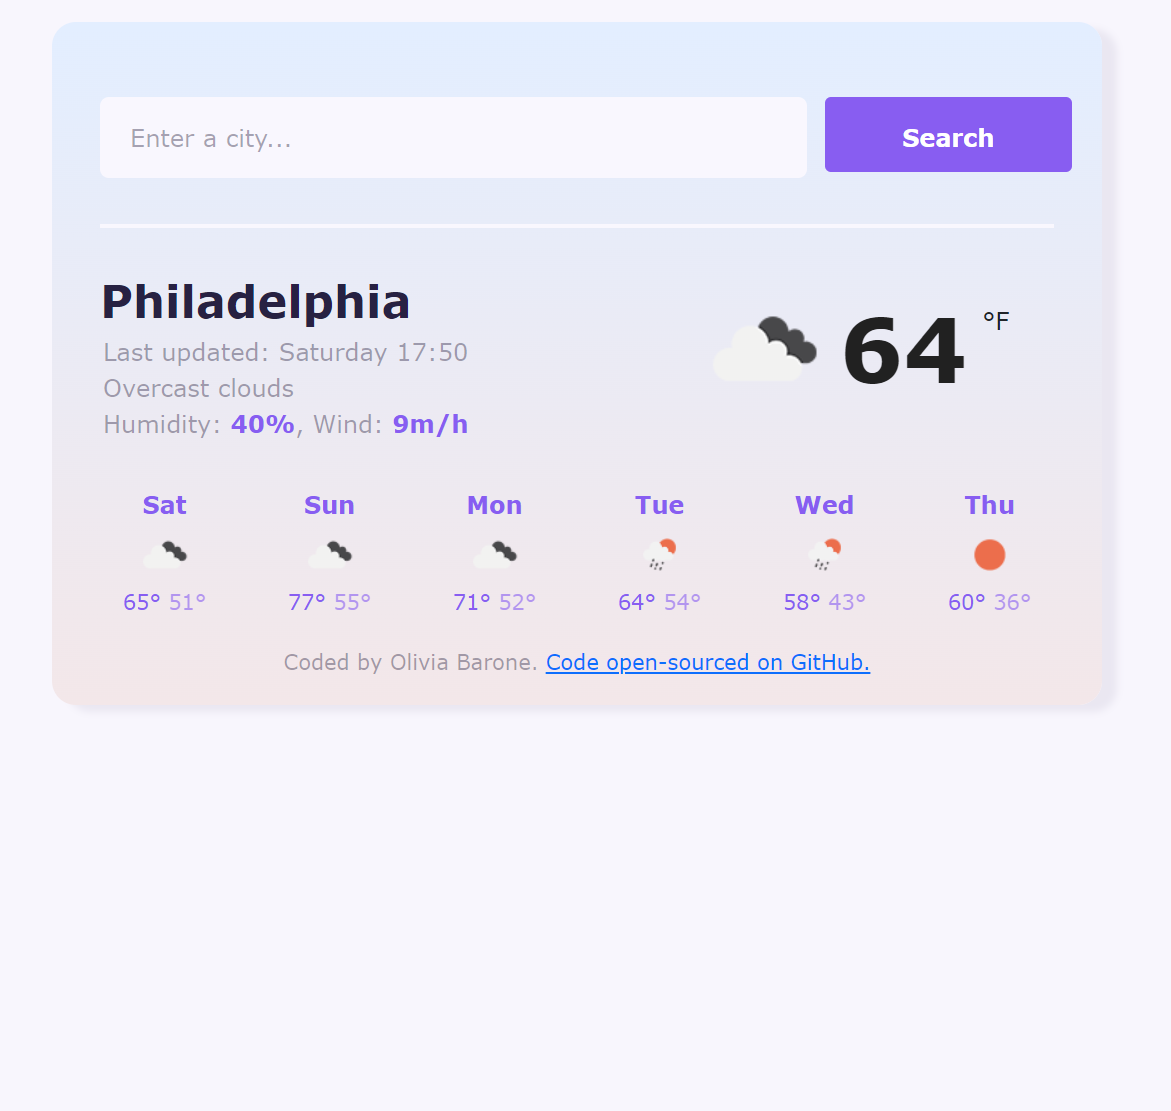 Enter a city...
Search
Philadelphia
Last updated: Saturday 17:50
Overcast clouds
Humidity: 40%, Wind: 9m/h
64 °F
Sat Sun Mon Tue Wed Thu
65° 51° 77° 55° 71° 52° 64° 54° 58° 43° 60° 36°
Coded by Olivia Barone. Code open-sourced on GitHub.